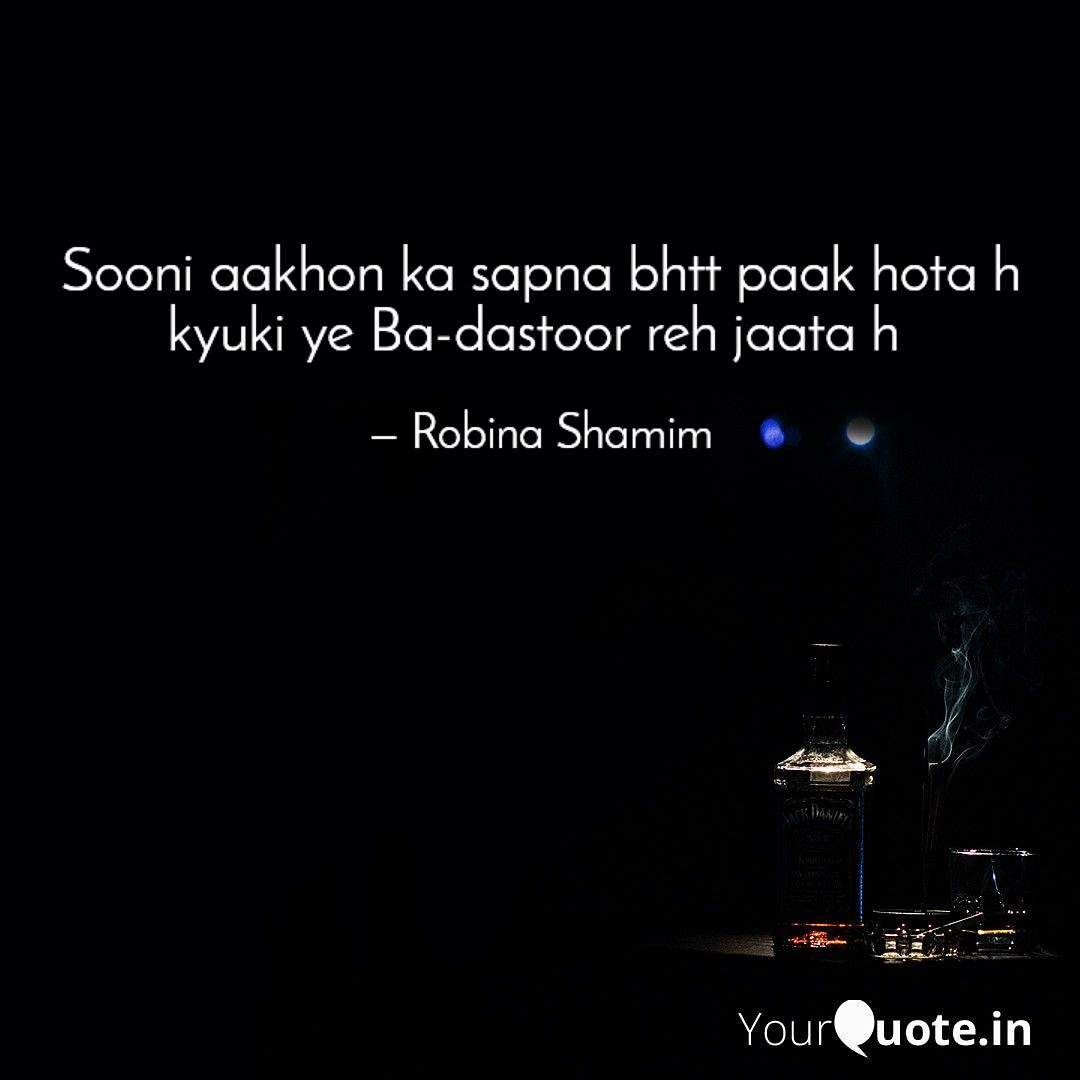 Sooni aakhon ka sapna bhtt paak hota h
kyuki ye Ba-dastoor reh jaata h
– Robina Shamim
JACK DANIEL'S
YourQuote.in